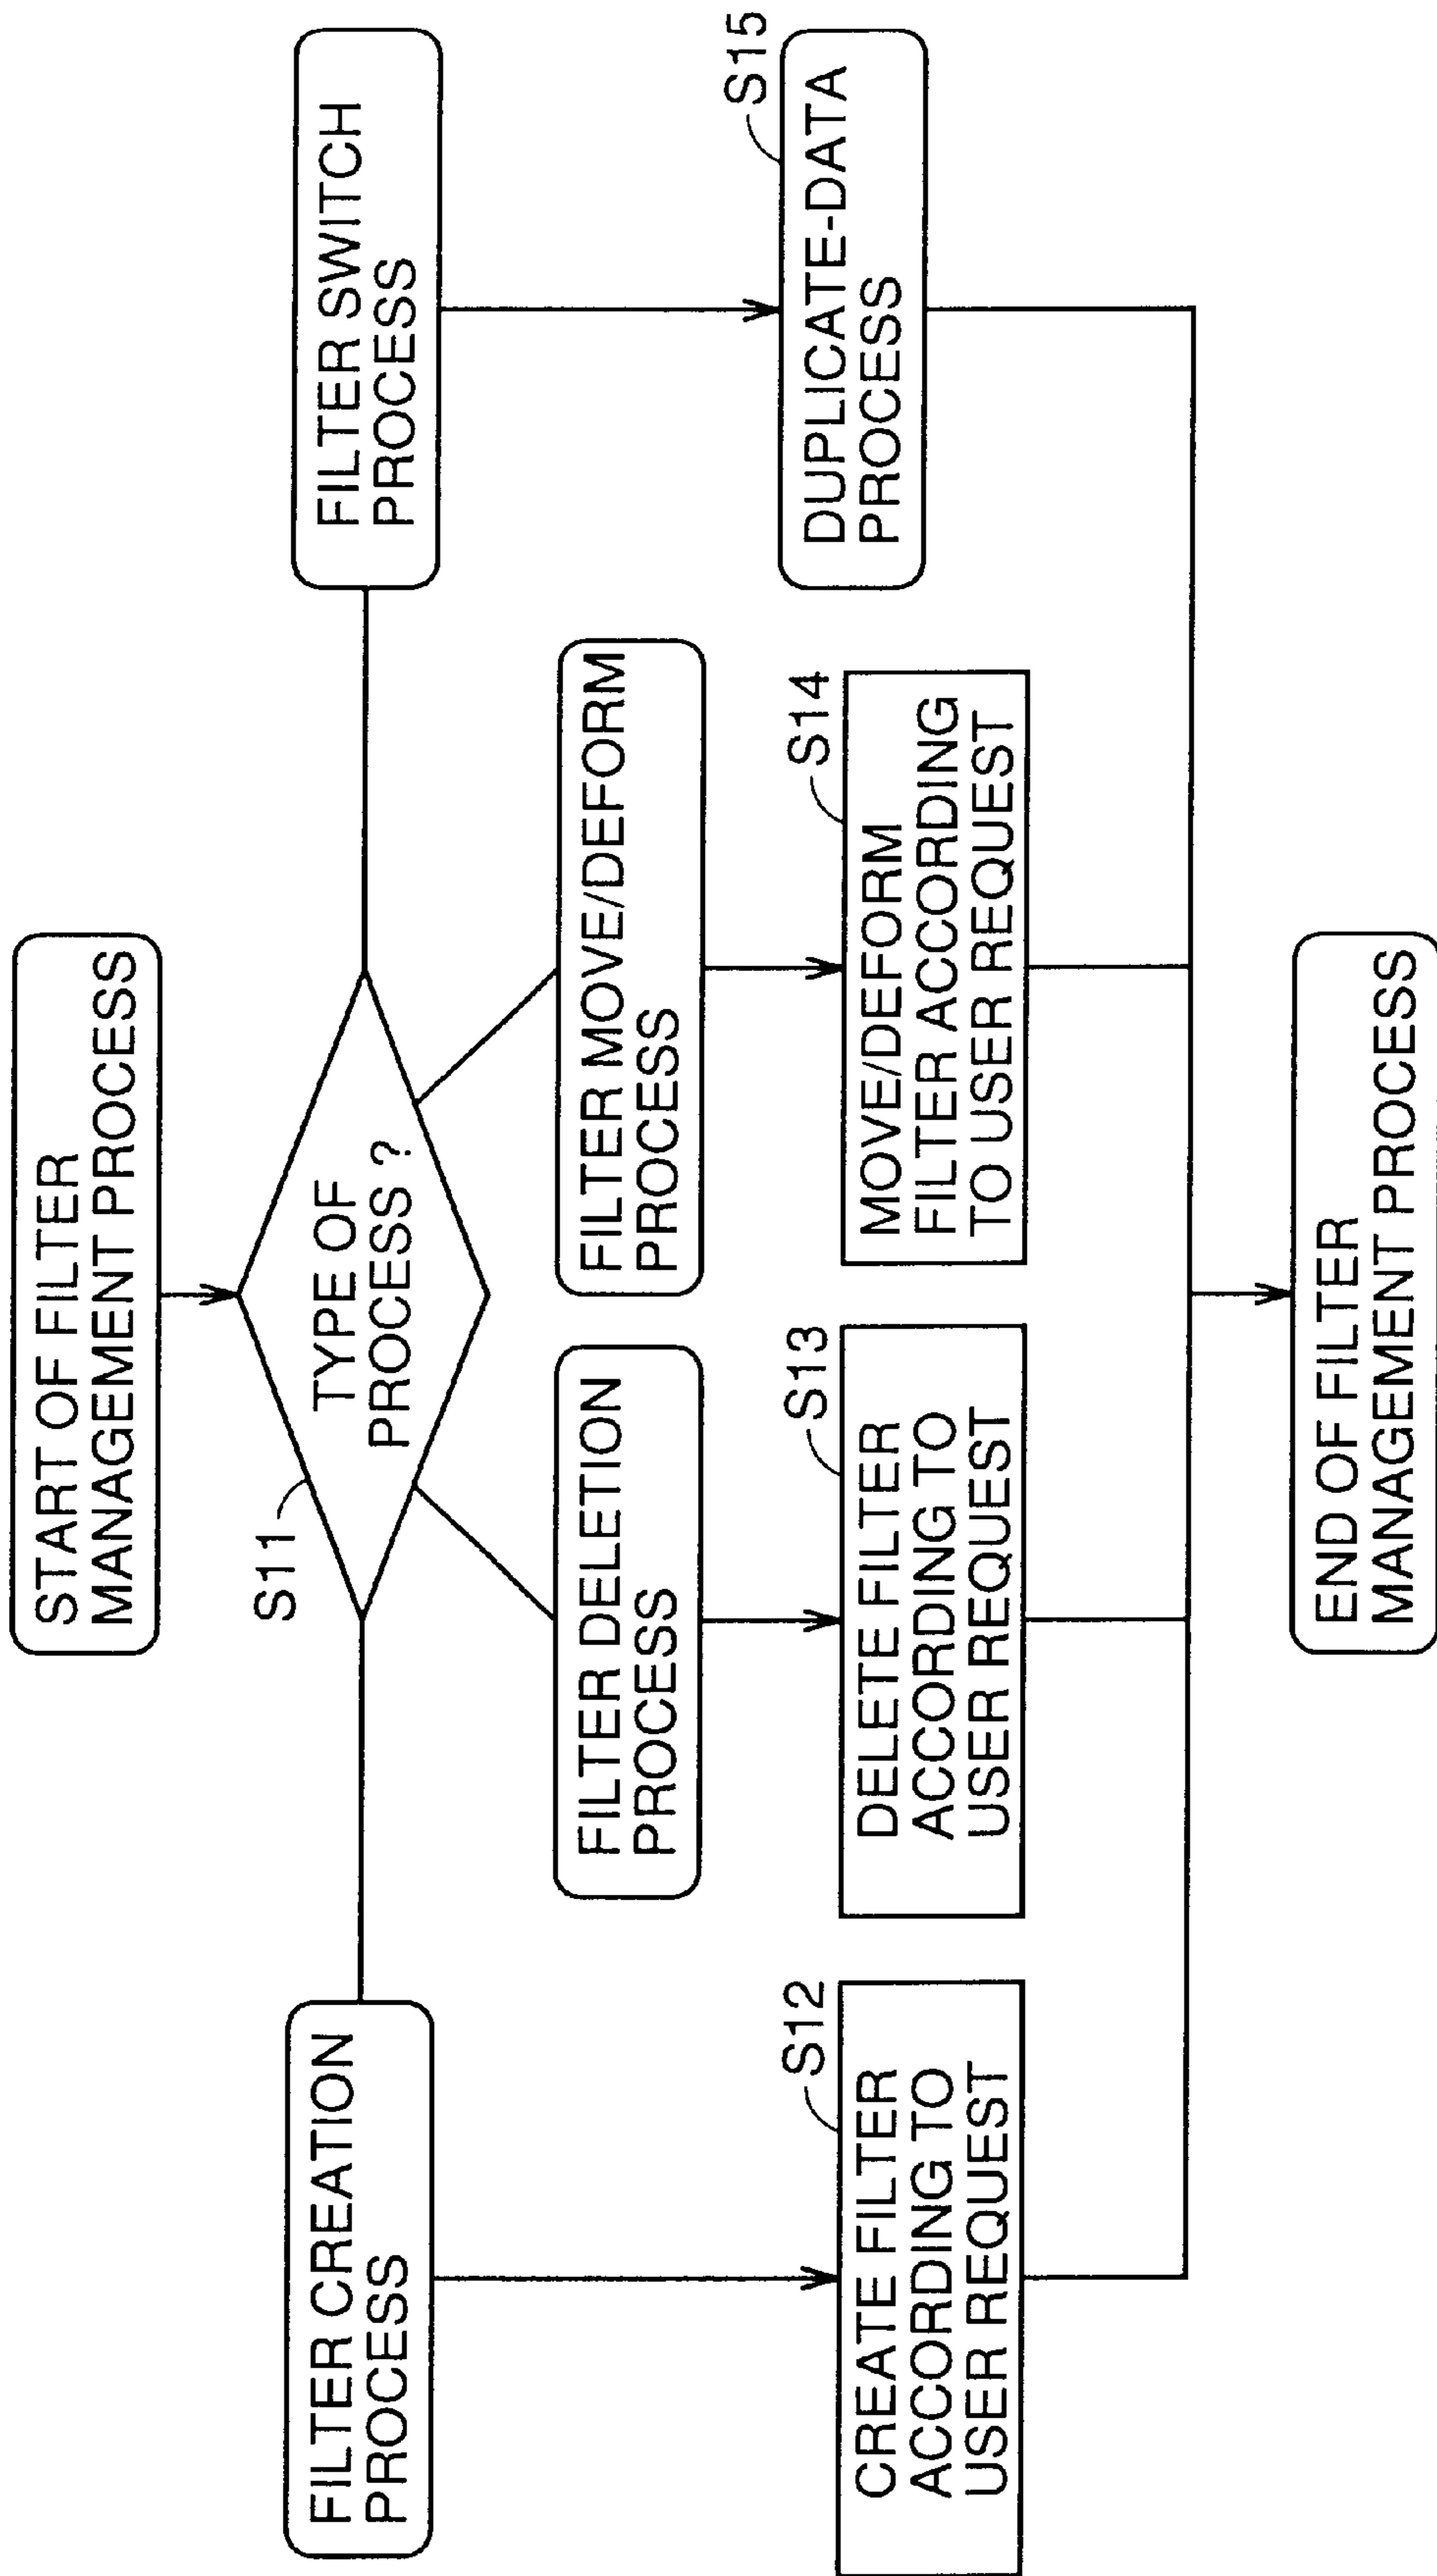 START OF FILTER
MANAGEMENT PROCESS
S11
TYPE OF
PROCESS ?
FILTER CREATION
PROCESS
FILTER DELETION
PROCESS
FILTER MOVE/DEFORM
PROCESS
FILTER SWITCH
PROCESS
S12
CREATE FILTER
ACCORDING TO
USER REQUEST
S13
DELETE FILTER
ACCORDING TO
USER REQUEST
S14
MOVE/DEFORM
FILTER ACCORDING
TO USER REQUEST
S15
DUPLICATE-DATA
PROCESS
END OF FILTER
MANAGEMENT PROCESS